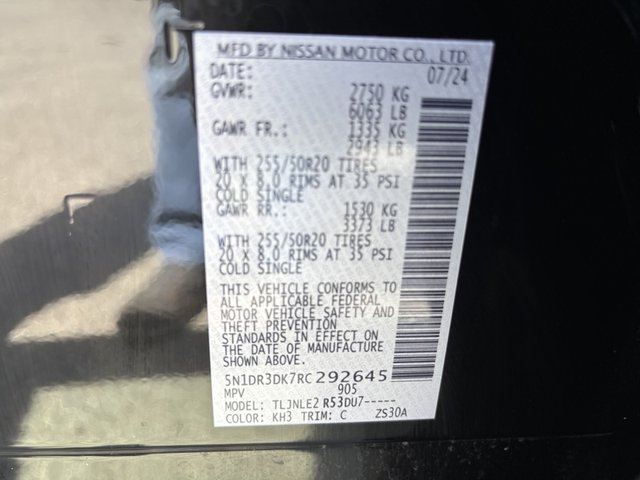 MFD BY NISSAN MOTOR CO., LTD.
DATE: 07/24
GVWR: 2750 KG
6063 LB
GAWR FR.: 1335 KG
2943 LB
WITH 255/50R20 TIRES
20 X 8.0 RIMS AT 35 PSI
COLD SINGLE
GAWR RR.: 1530 KG
3373 LB
WITH 255/50R20 TIRES
20 X 8.0 RIMS AT 35 PSI
COLD SINGLE
THIS VEHICLE CONFORMS TO
ALL APPLICABLE FEDERAL
MOTOR VEHICLE SAFETY AND
THEFT PREVENTION
STANDARDS IN EFFECT ON
THE DATE OF MANUFACTURE
SHOWN ABOVE.
5N1DR3DK7RC292645
MPV 905
MODEL: TLJNLE2 R53DU7-----
COLOR: KH3 TRIM: C ZS30A